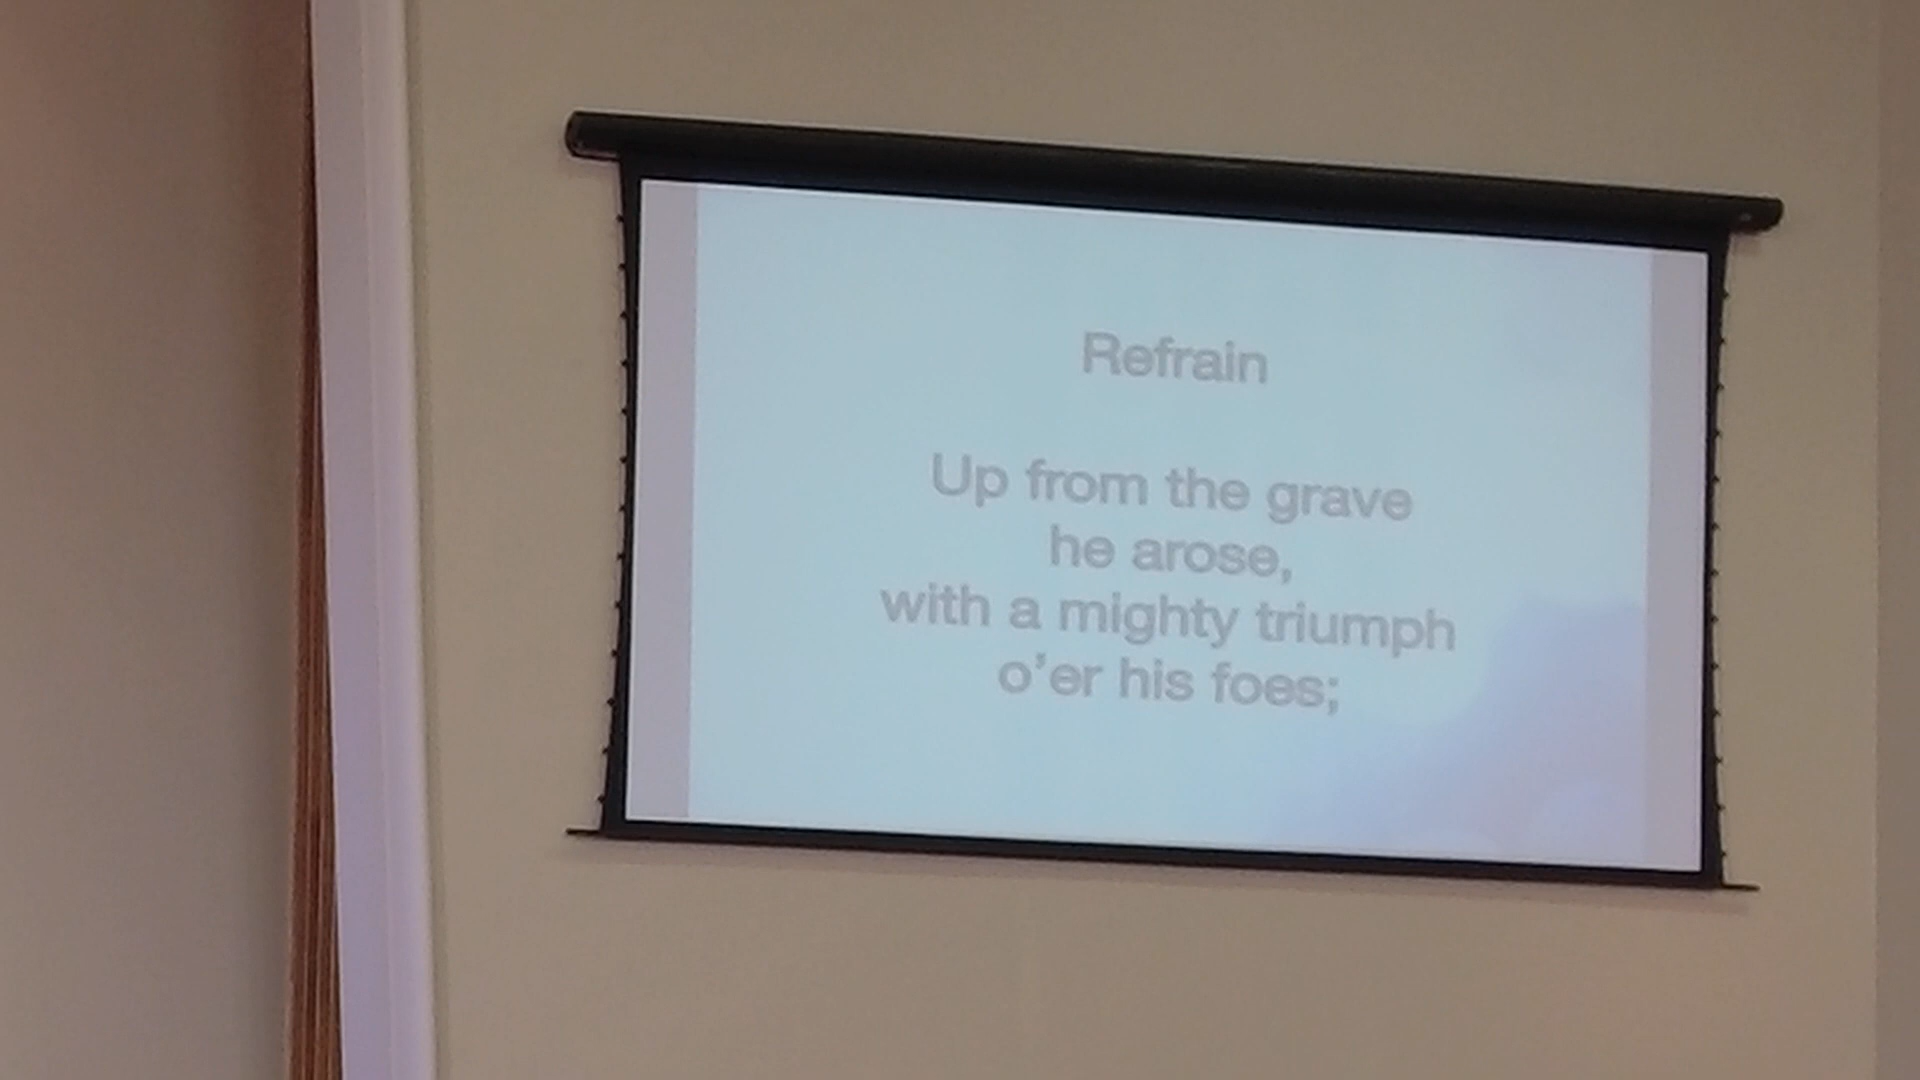 Refrain
Up from the grave
he arose,
with a mighty triumph
o'er his foes;